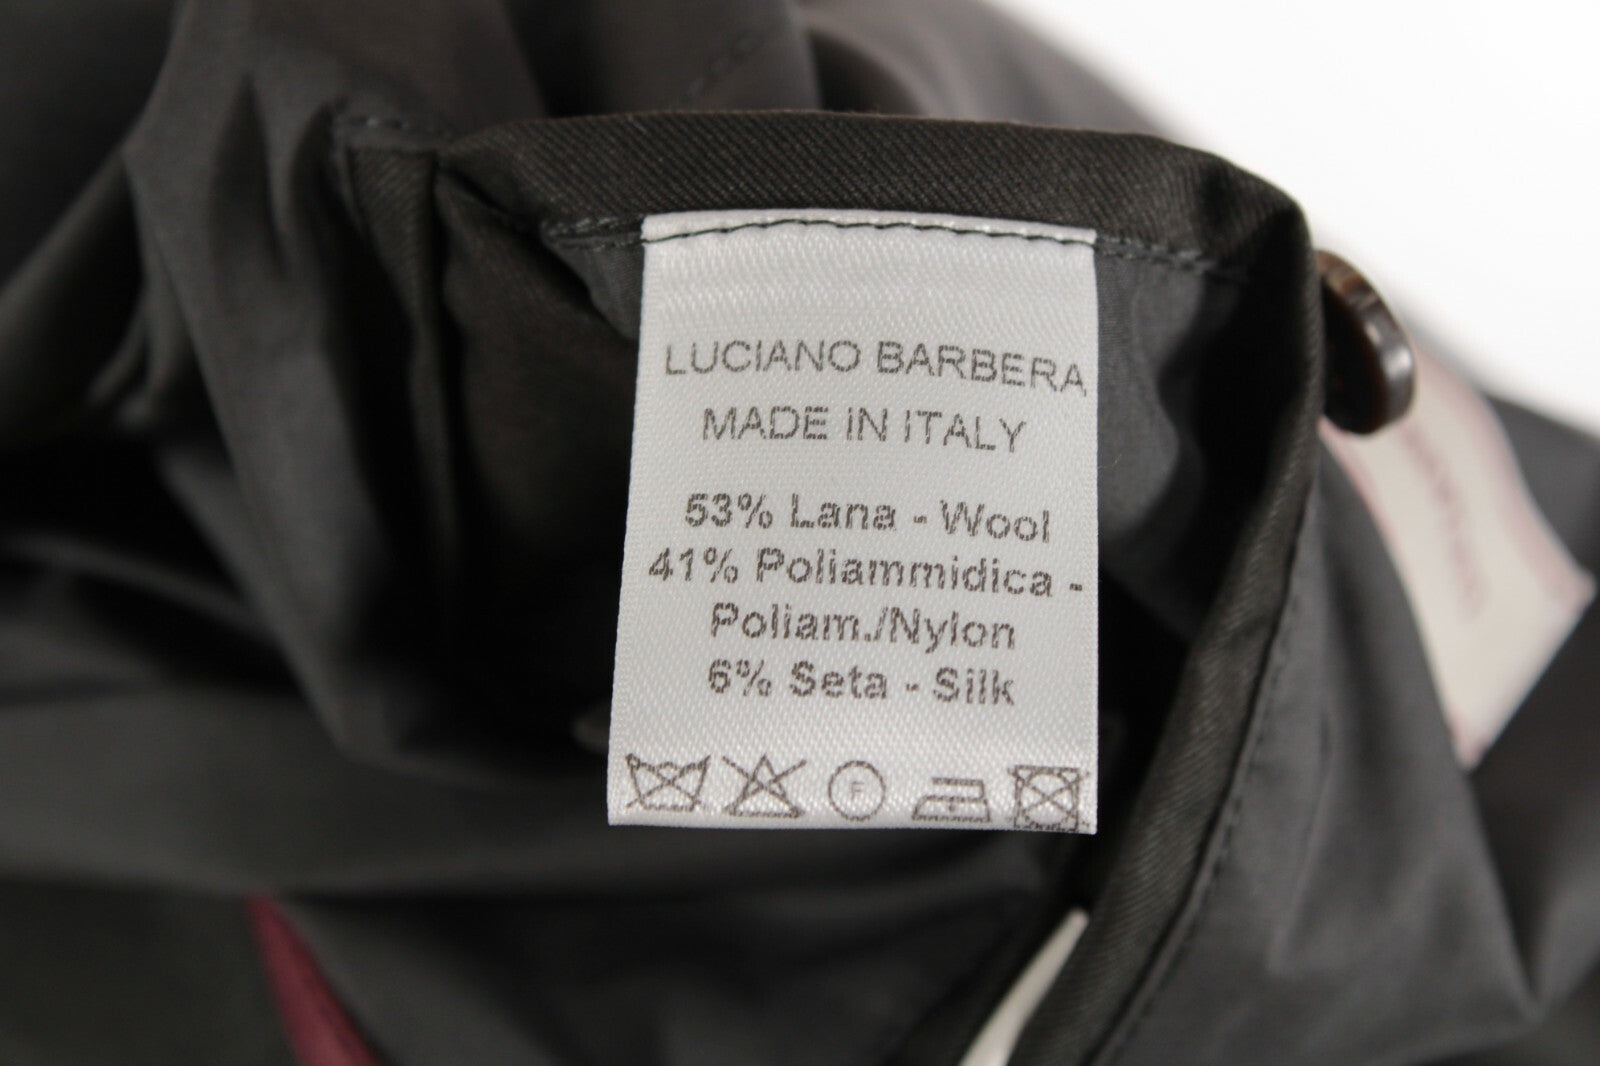 LUCIANO BARBERA
MADE IN ITALY
53% Lana - Wool
41% Poliammidica -
Poliam./Nylon
6% Seta - Silk
F